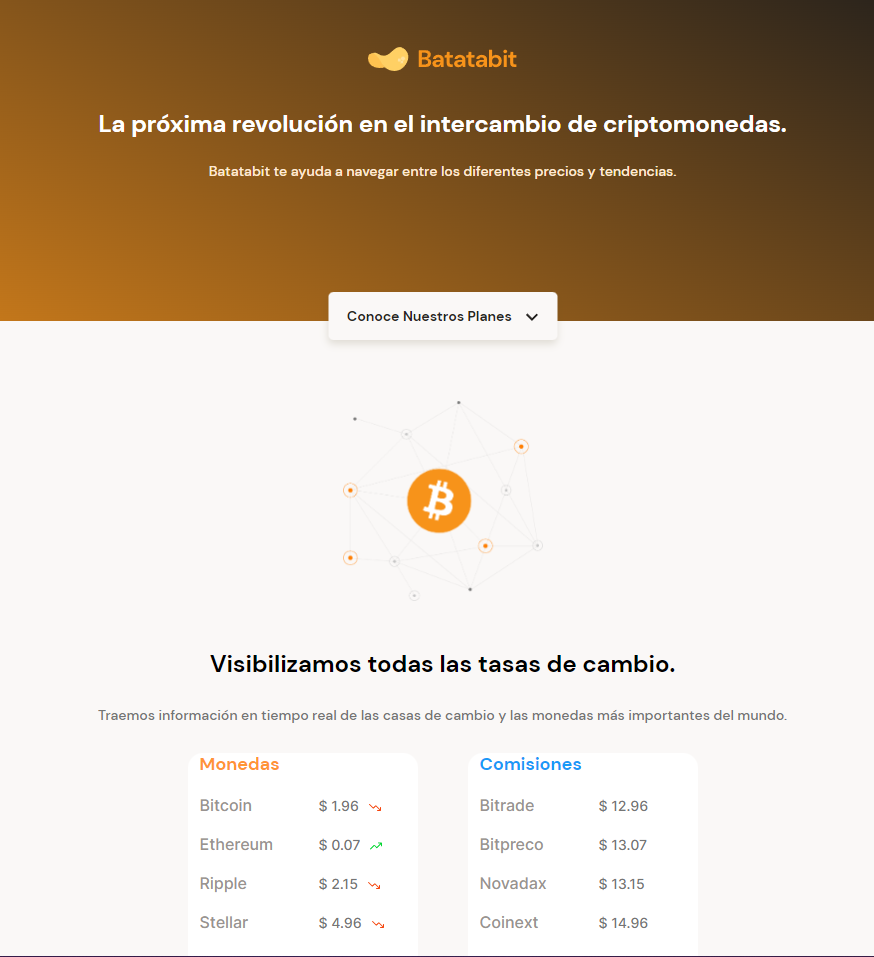 Batatabit
La próxima revolución en el intercambio de criptomonedas.
Batatabit te ayuda a navegar entre los diferentes precios y tendencias.
Conoce Nuestros Planes
Visibilizamos todas las tasas de cambio.
Traemos información en tiempo real de las casas de cambio y las monedas más importantes del mundo.
Monedas
Bitcoin $ 1.96
Ethereum $ 0.07
Ripple $ 2.15
Stellar $ 4.96
Comisiones
Bitrade $ 12.96
Bitpreco $ 13.07
Novadax $ 13.15
Coinext $ 14.96